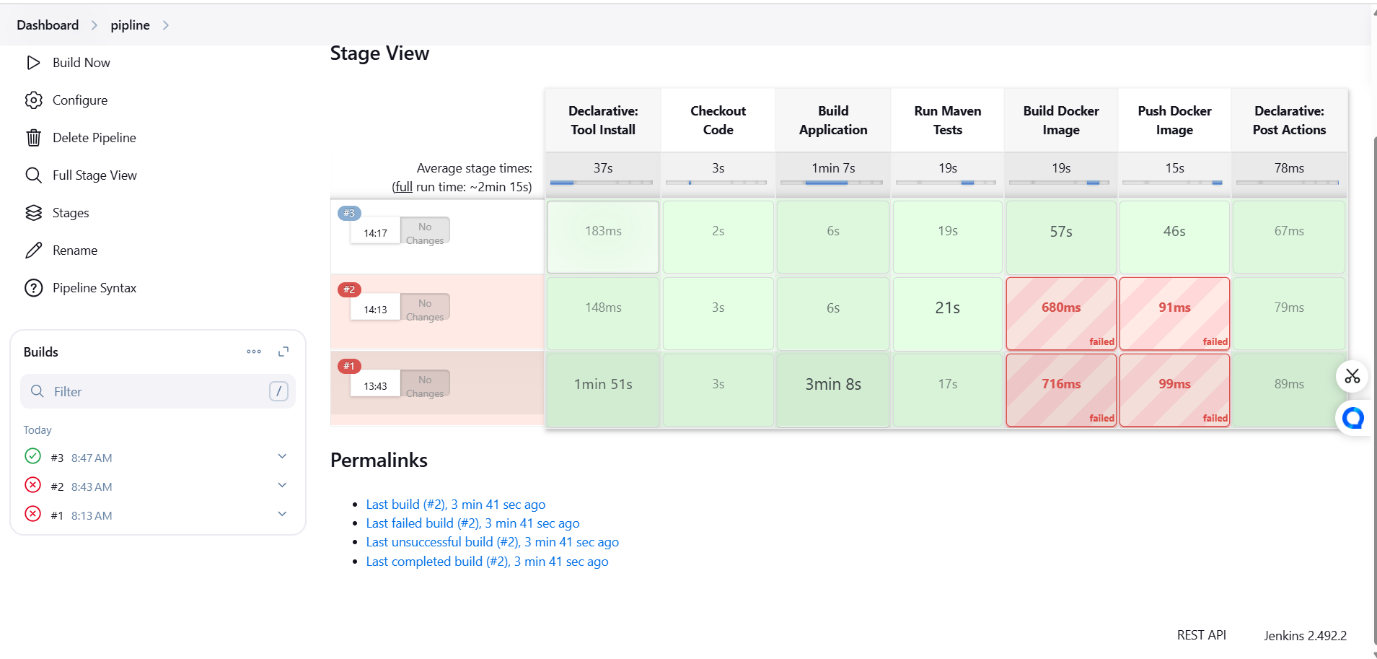 Dashboard > pipline >
Build Now
Configure
Delete Pipeline
Full Stage View
Stages
Rename
Pipeline Syntax
Builds
Filter /
Today
#3 8:47 AM
#2 8:43 AM
#1 8:13 AM
Stage View
Declarative: Tool Install
Checkout Code
Build Application
Run Maven Tests
Build Docker Image
Push Docker Image
Declarative: Post Actions
Average stage times:
(full run time: ~2min 15s)
37s 3s 1min 7s 19s 19s 15s 78ms
#3
14:17 No Changes
183ms 2s 6s 19s 57s 46s 67ms
#2
14:13 No Changes
148ms 3s 6s 21s 680ms failed 91ms failed 79ms
#1
13:43 No Changes
1min 51s 3s 3min 8s 17s 716ms failed 99ms failed 89ms
Permalinks
Last build (#2), 3 min 41 sec ago
Last failed build (#2), 3 min 41 sec ago
Last unsuccessful build (#2), 3 min 41 sec ago
Last completed build (#2), 3 min 41 sec ago
REST API Jenkins 2.492.2